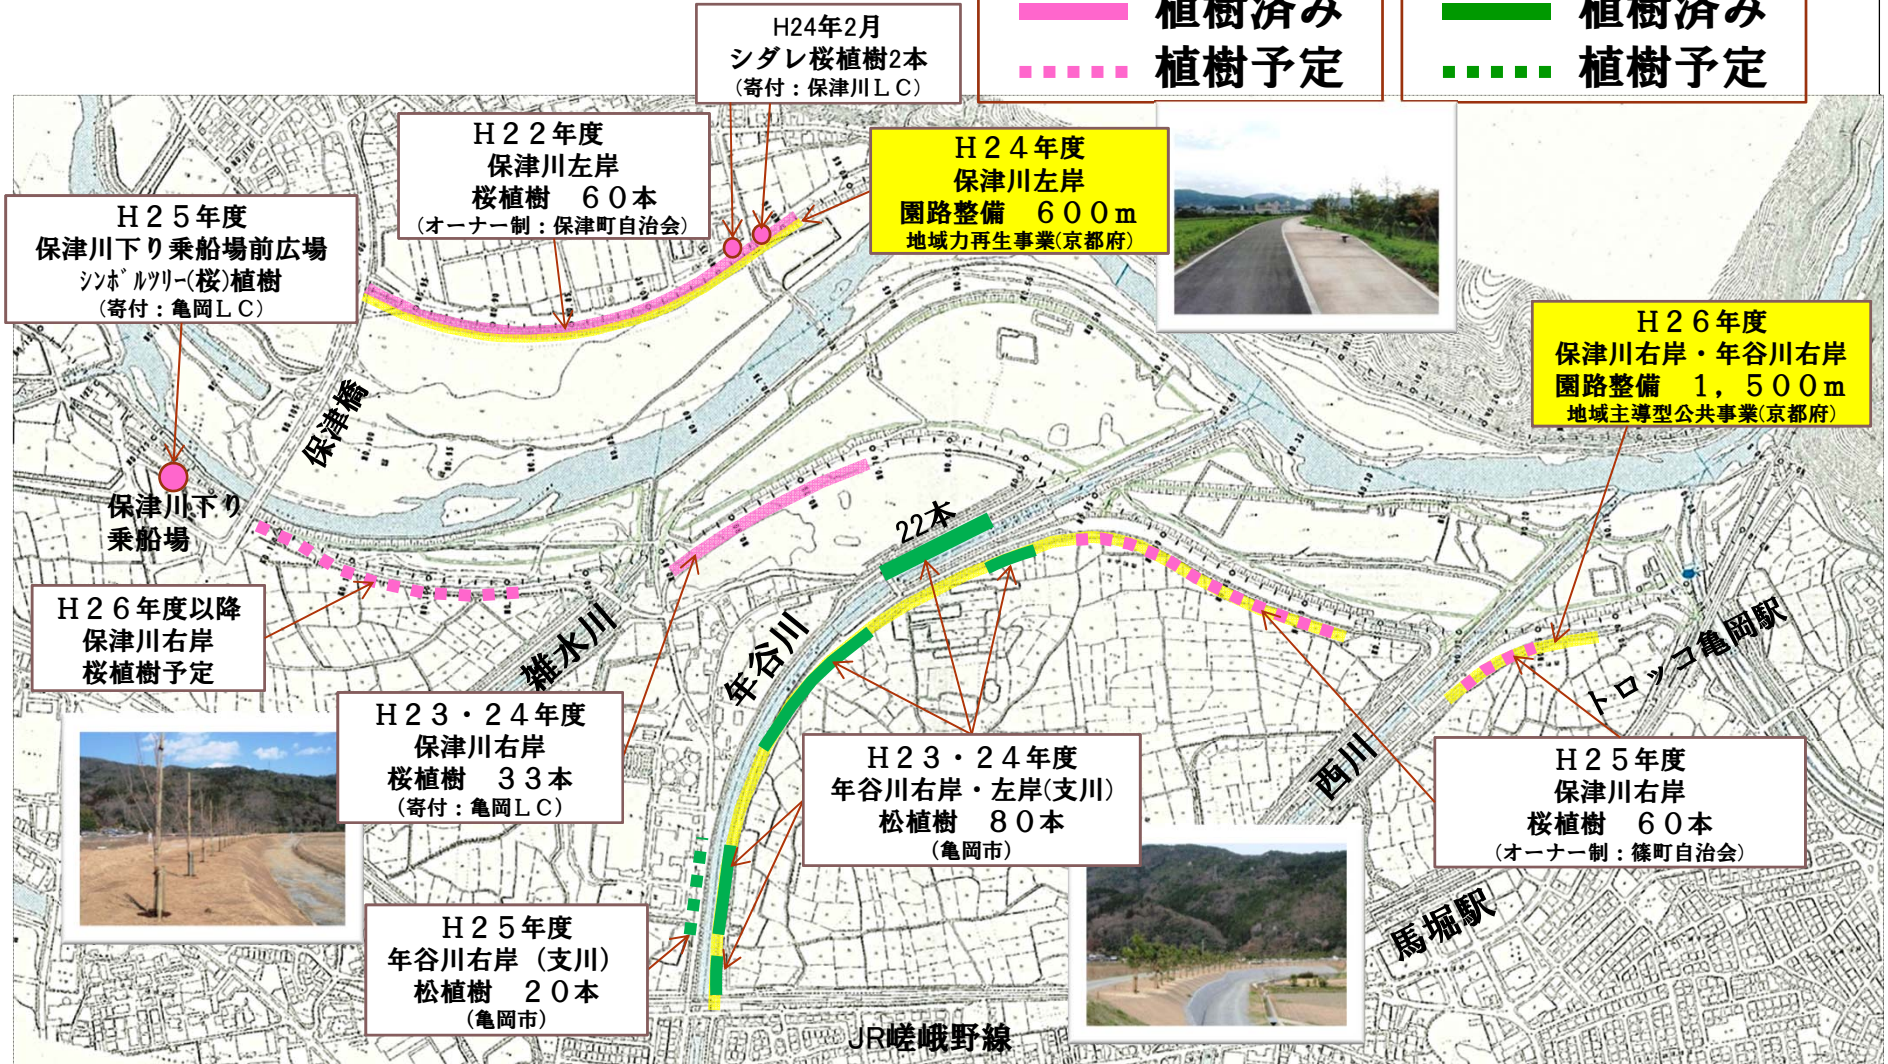 植樹済み
植樹予定
植樹済み
植樹予定
H24年2月
シダレ桜植樹2本
(寄付：保津川ＬＣ)
Ｈ２２年度
保津川左岸
桜植樹　６０本
(オーナー制：保津町自治会)
Ｈ２４年度
保津川左岸
園路整備　６００ｍ
地域力再生事業(京都府)
Ｈ２５年度
保津川下り乗船場前広場
ｼﾝﾎﾞﾙﾂﾘｰ(桜)植樹
(寄付：亀岡ＬＣ)
Ｈ２６年度
保津川右岸・年谷川右岸
園路整備　１，５００ｍ
地域主導型公共事業(京都府)
保津橋
保津川下り
乗船場
22本
Ｈ２６年度以降
保津川右岸
桜植樹予定
雑水川
年谷川
トロッコ亀岡駅
Ｈ２３・２４年度
保津川右岸
桜植樹　３３本
(寄付：亀岡ＬＣ)
Ｈ２３・２４年度
年谷川右岸・左岸(支川)
松植樹　８０本
(亀岡市)
西川
Ｈ２５年度
保津川右岸
桜植樹　６０本
(オーナー制：篠町自治会)
Ｈ２５年度
年谷川右岸（支川）
松植樹　２０本
(亀岡市)
馬堀駅
JR嵯峨野線